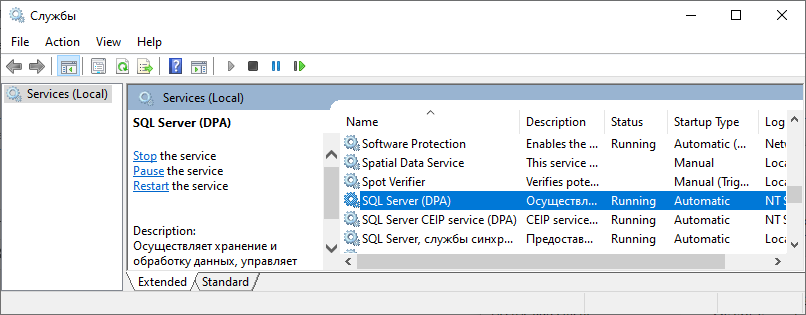 Службы
File Action View Help
Services (Local)
Services (Local)
SQL Server (DPA)
Stop the service
Pause the service
Restart the service
Description:
Осуществляет хранение и
обработку данных, управляет
Name Description Status Startup Type Log
Software Protection Enables the ... Running Automatic (... Netw
Spatial Data Service This service ... Manual Loca
Spot Verifier Verifies pote... Manual (Trig... Loca
SQL Server (DPA) Осуществл... Running Automatic NT S
SQL Server CEIP service (DPA) CEIP service... Running Automatic NT S
SQL Server, службы синхр... Предостав... Running Automatic Loca
Extended Standard